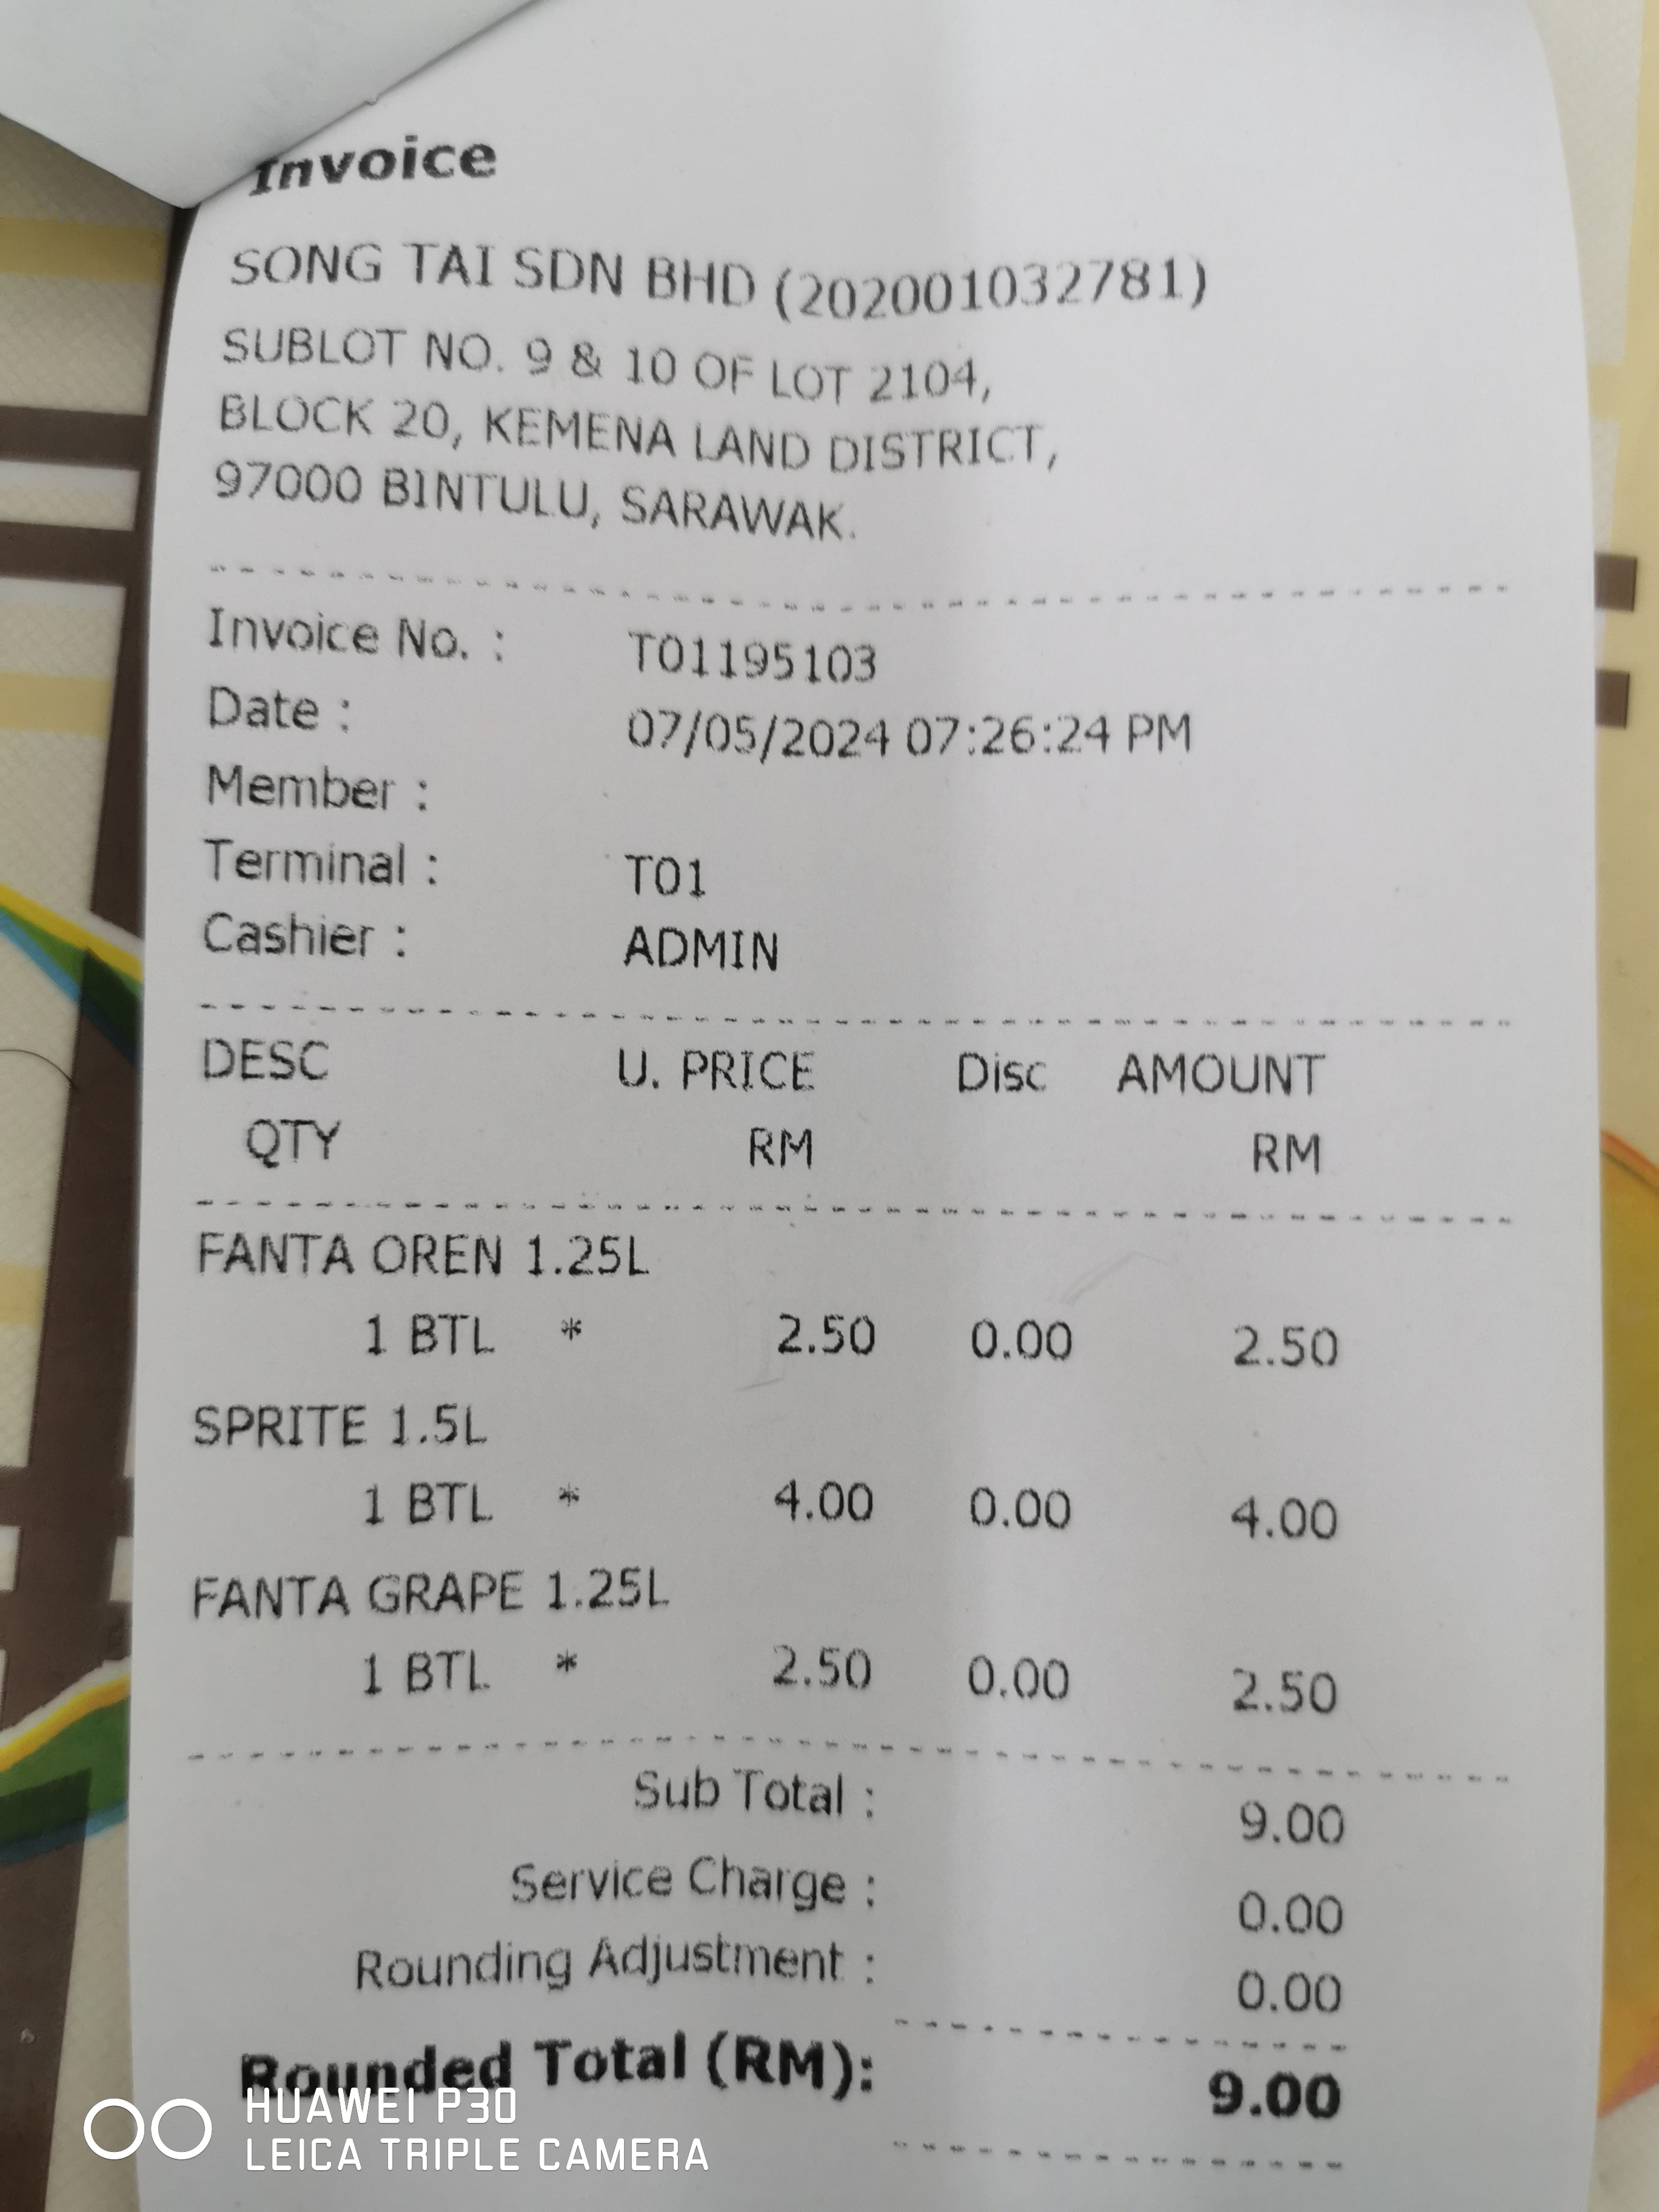 Invoice
SONG TAI SDN BHD (202001032781)
SUBLOT NO. 9 & 10 OF LOT 2104,
BLOCK 20, KEMENA LAND DISTRICT,
97000 BINTULU, SARAWAK.
Invoice No. : T01195103
Date : 07/05/2024 07:26:24 PM
Member :
Terminal : T01
Cashier : ADMIN
DESC U. PRICE Disc AMOUNT
QTY RM RM
FANTA OREN 1.25L
1 BTL * 2.50 0.00 2.50
SPRITE 1.5L
1 BTL * 4.00 0.00 4.00
FANTA GRAPE 1.25L
1 BTL * 2.50 0.00 2.50
Sub Total : 9.00
Service Charge : 0.00
Rounding Adjustment : 0.00
Rounded Total (RM): 9.00
HUAWEI P30
LEICA TRIPLE CAMERA